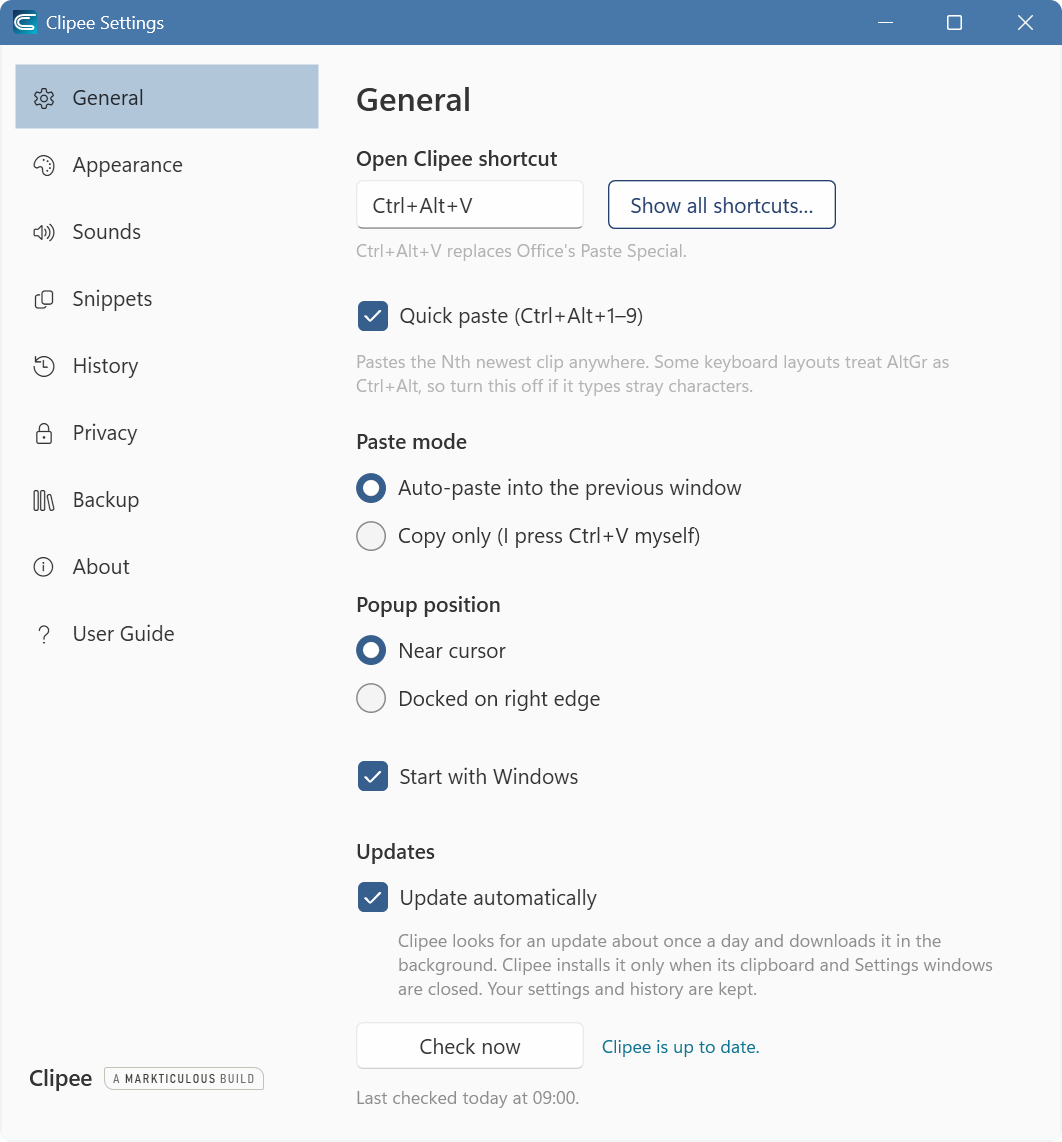 Clipee Settings
General
Appearance
Sounds
Snippets
History
Privacy
Backup
About
User Guide
Clipee
A MARKTICULOUS BUILD
General
Open Clipee shortcut
Ctrl+Alt+V
Show all shortcuts...
Ctrl+Alt+V replaces Office's Paste Special.
Quick paste (Ctrl+Alt+1–9)
Pastes the Nth newest clip anywhere. Some keyboard layouts treat AltGr as
Ctrl+Alt, so turn this off if it types stray characters.
Paste mode
Auto-paste into the previous window
Copy only (I press Ctrl+V myself)
Popup position
Near cursor
Docked on right edge
Start with Windows
Updates
Update automatically
Clipee looks for an update about once a day and downloads it in the
background. Clipee installs it only when its clipboard and Settings windows
are closed. Your settings and history are kept.
Check now
Clipee is up to date.
Last checked today at 09:00.